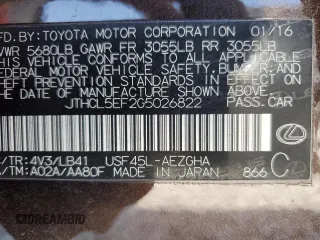 MFD.BY: TOYOTA MOTOR CORPORATION 01/16
GVWR 5680LB GAWR FR 3055LB RR 3055LB
THIS VEHICLE CONFORMS TO ALL APPLICABLE
FEDERAL MOTOR VEHICLE SAFETY, BUMPER, AND
THEFT PREVENTION STANDARDS IN EFFECT ON
THE DATE OF MANUFACTURE SHOWN ABOVE.
JTHCL5EF2G5026822 PASS.CAR
C/TR:4V3/LB41 USF45L-AEZGHA C
A/TM:A02A/AA80F MADE IN JAPAN 866
LEXUS
AUTOBIDMASTER